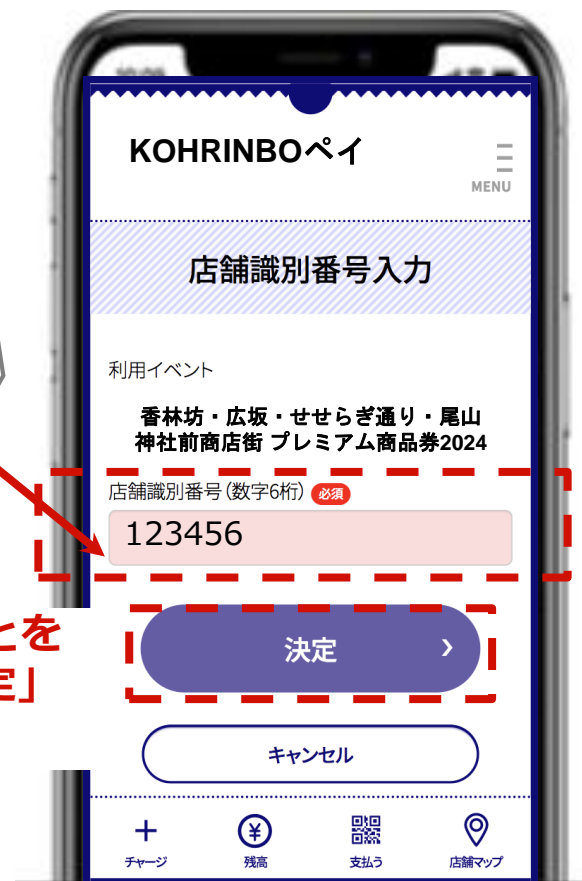 KOHRINBOペイ
MENU
店舗識別番号入力
利用イベント
香林坊・広坂・せせらぎ通り・尾山
神社前商店街 プレミアム商品券2024
店舗識別番号(数字6桁) 必須
123456
とを
定」
決定
キャンセル
チャージ 残高 支払う 店舗マップ